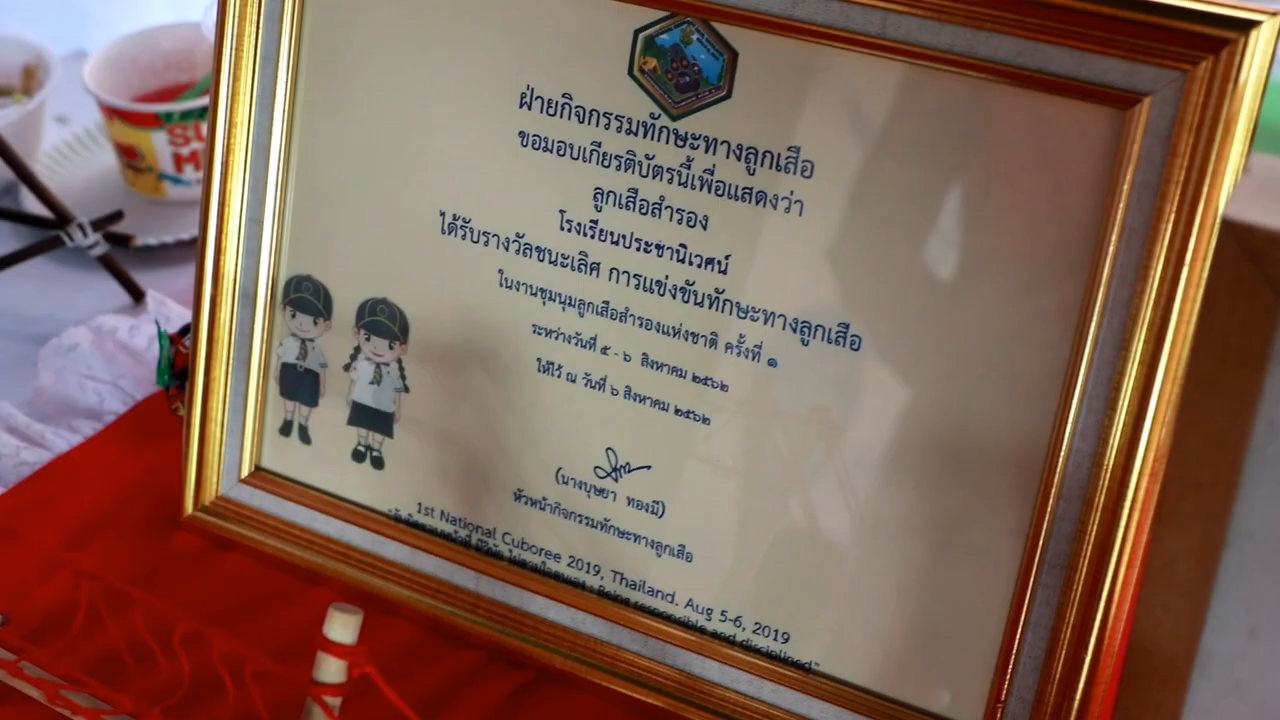 ฝ่ายกิจกรรมทักษะทางลูกเสือ
ขอมอบเกียรติบัตรนี้เพื่อแสดงว่า
ลูกเสือสำรอง
โรงเรียนประชานิเวศน์
ได้รับรางวัลชนะเลิศ การแข่งขันทักษะทางลูกเสือ
ในงานชุมนุมลูกเสือสำรองแห่งชาติ ครั้งที่ ๑
ระหว่างวันที่ ๕ - ๖ สิงหาคม ๒๕๖๒
ให้ไว้ ณ วันที่ ๖ สิงหาคม ๒๕๖๒
(นางบุษยา ทองมี)
หัวหน้ากิจกรรมทักษะทางลูกเสือ
1st National Cuboree 2019, Thailand. Aug 5-6, 2019
มีวินัย : Being responsible and disciplined"